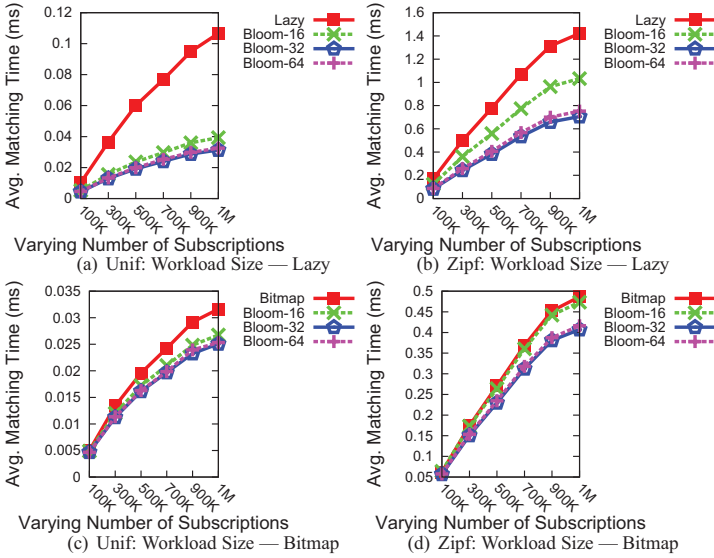 Avg. Matching Time (ms)
0.12
0.1
0.08
0.06
0.04
0.02
0
100K
300K
500K
700K
900K
1M
Lazy
Bloom-16
Bloom-32
Bloom-64
Varying Number of Subscriptions
(a) Unif: Workload Size — Lazy
Avg. Matching Time (ms)
1.6
1.4
1.2
1
0.8
0.6
0.4
0.2
0
100K
300K
500K
700K
900K
1M
Lazy
Bloom-16
Bloom-32
Bloom-64
Varying Number of Subscriptions
(b) Zipf: Workload Size — Lazy
Avg. Matching Time (ms)
0.035
0.03
0.025
0.02
0.015
0.01
0.005
0
100K
300K
500K
700K
900K
1M
Bitmap
Bloom-16
Bloom-32
Bloom-64
Varying Number of Subscriptions
(c) Unif: Workload Size — Bitmap
Avg. Matching Time (ms)
0.5
0.45
0.4
0.35
0.3
0.25
0.2
0.15
0.1
0.05
100K
300K
500K
700K
900K
1M
Bitmap
Bloom-16
Bloom-32
Bloom-64
Varying Number of Subscriptions
(d) Zipf: Workload Size — Bitmap